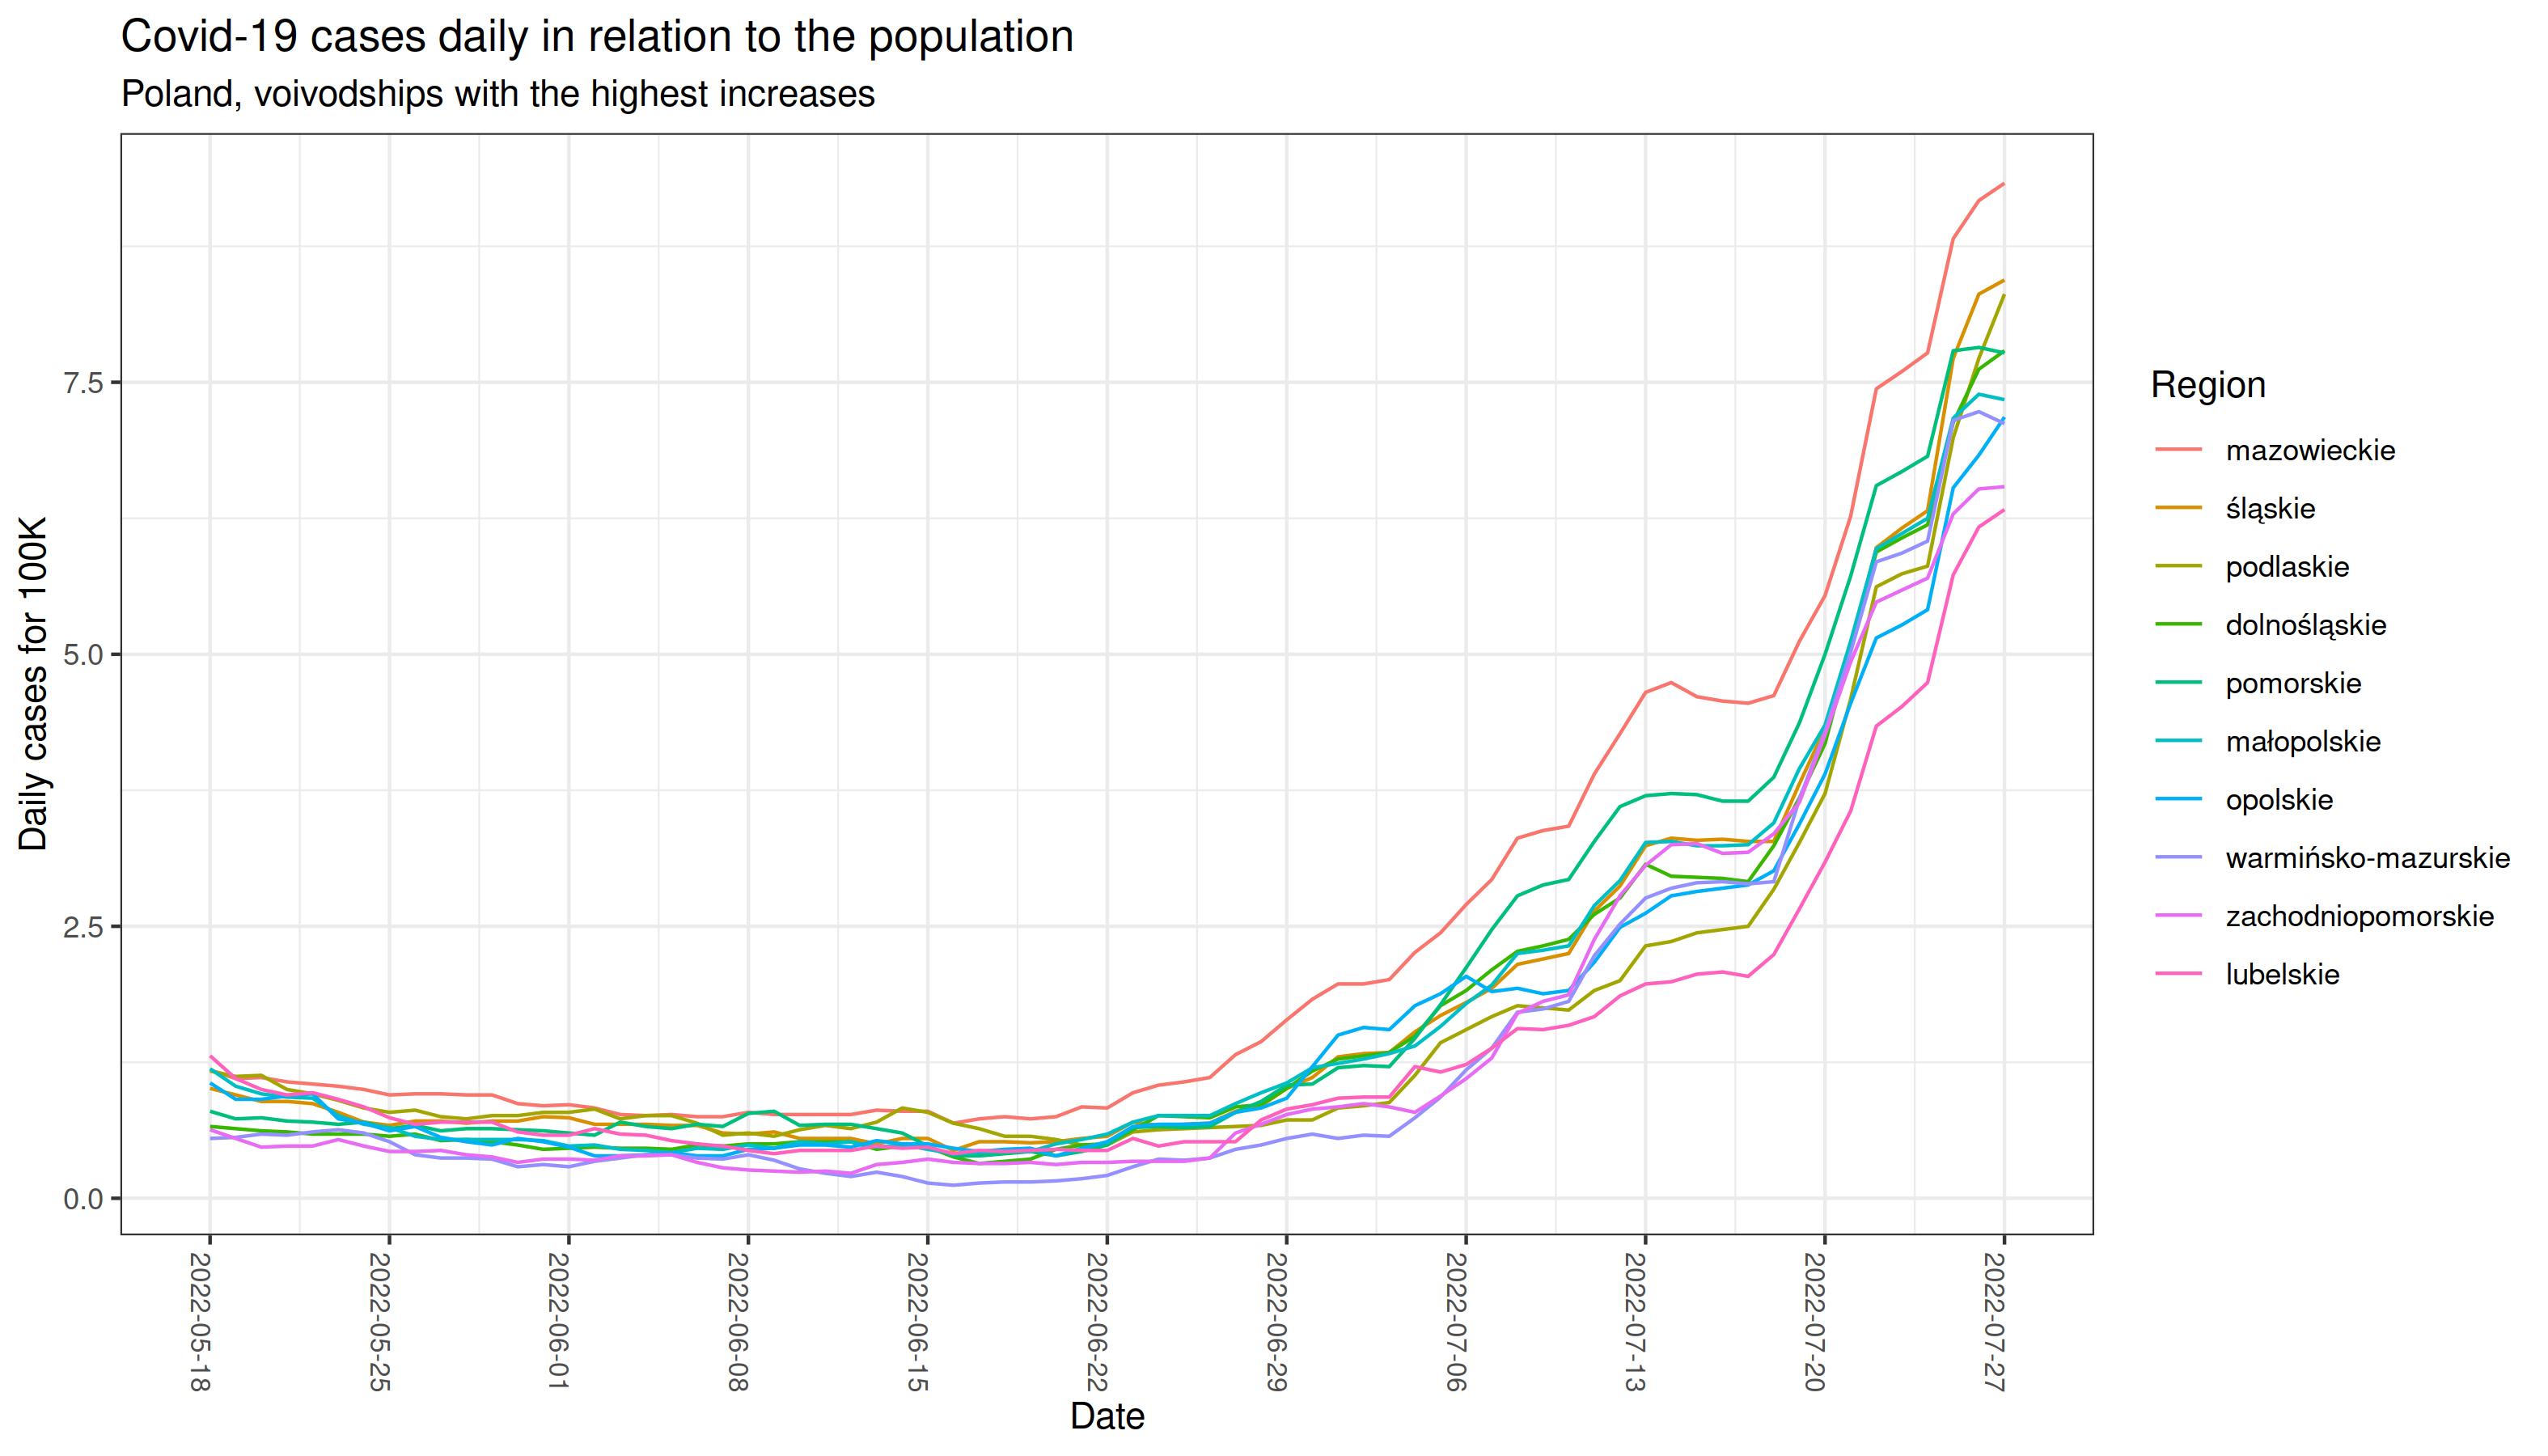 Covid-19 cases daily in relation to the population
Poland, voivodships with the highest increases
Daily cases for 100K
7.5
5.0
2.5
0.0
2022-05-18
2022-05-25
2022-06-01
2022-06-08
2022-06-15
2022-06-22
2022-06-29
2022-07-06
2022-07-13
2022-07-20
2022-07-27
Date
Region
mazowieckie
śląskie
podlaskie
dolnośląskie
pomorskie
małopolskie
opolskie
warmińsko-mazurskie
zachodniopomorskie
lubelskie